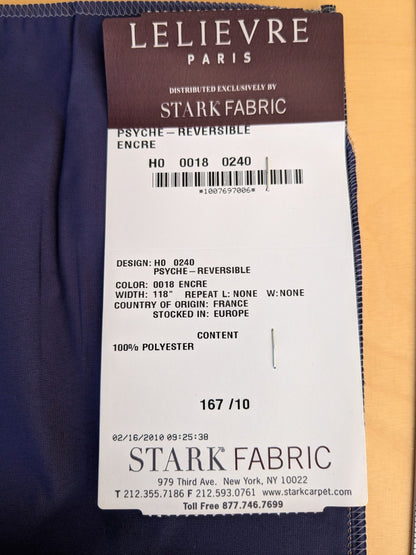 LELIEVRE
PARIS
DISTRIBUTED EXCLUSIVELY BY
STARK FABRIC
PSYCHE-REVERSIBLE
ENCRE
H0 0018 0240
*1007697006*
DESIGN: H0 0240
PSYCHE-REVERSIBLE
COLOR: 0018 ENCRE
WIDTH: 118" REPEAT L: NONE W:NONE
COUNTRY OF ORIGIN: FRANCE
STOCKED IN: EUROPE
CONTENT
100% POLYESTER
167 /10
02/16/2010 09:25:38
STARK FABRIC
979 Third Ave. New York, NY 10022
T 212.355.7186 F 212.593.0761 www.starkcarpet.com
Toll Free 877.746.7699